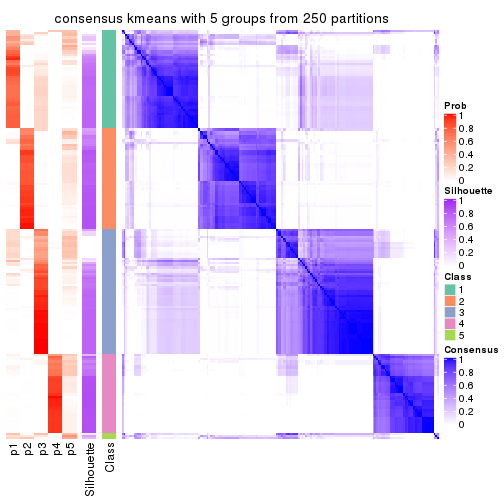 consensus kmeans with 5 groups from 250 partitions
Prob
1
0.8
0.6
0.4
0.2
0
Silhouette
1
0.8
0.6
0.4
0.2
0
Class
1
2
3
4
5
Consensus
1
0.8
0.6
0.4
0.2
0
p1
p2
p3
p4
p5
Silhouette
Class